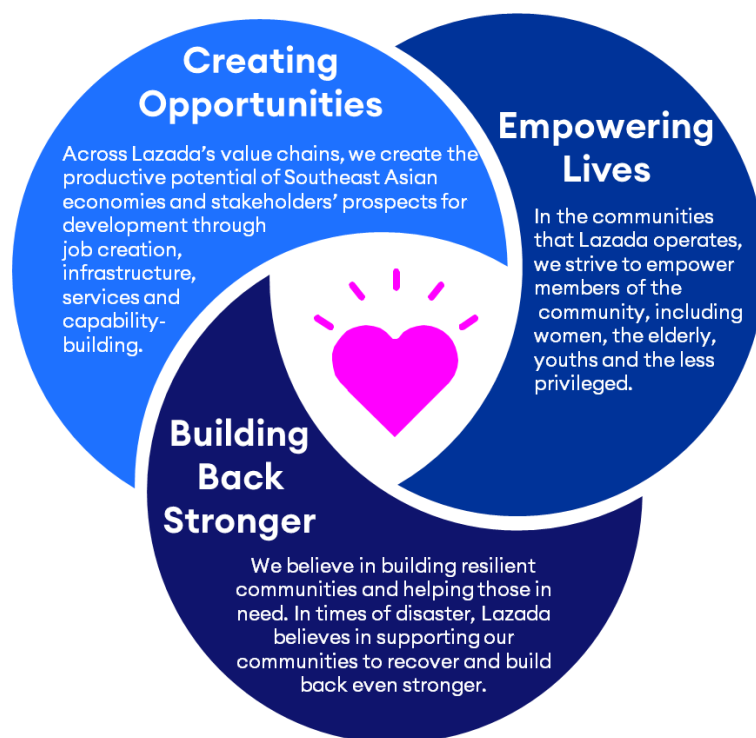 Creating
Opportunities
Across Lazada's value chains, we create the
productive potential of Southeast Asian
economies and stakeholders' prospects for
development through
job creation,
infrastructure,
services and
capability-
building.
Empowering
Lives
In the communities
that Lazada operates,
we strive to empower
members of the
community, including
women, the elderly,
youths and the less
privileged.
Building
Back
Stronger
We believe in building resilient
communities and helping those in
need. In times of disaster, Lazada
believes in supporting our
communities to recover and build
back even stronger.